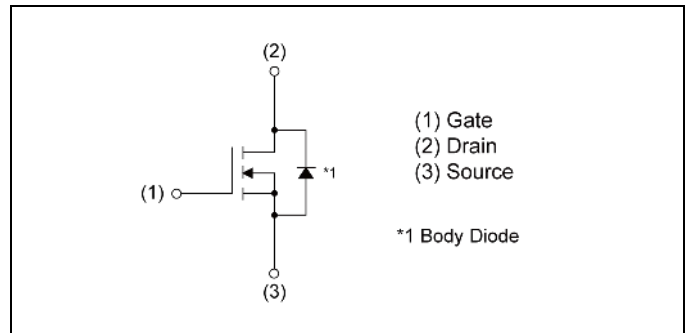 (2)
(1) Gate
(2) Drain
(3) Source
*1
(1)
*1 Body Diode
(3)